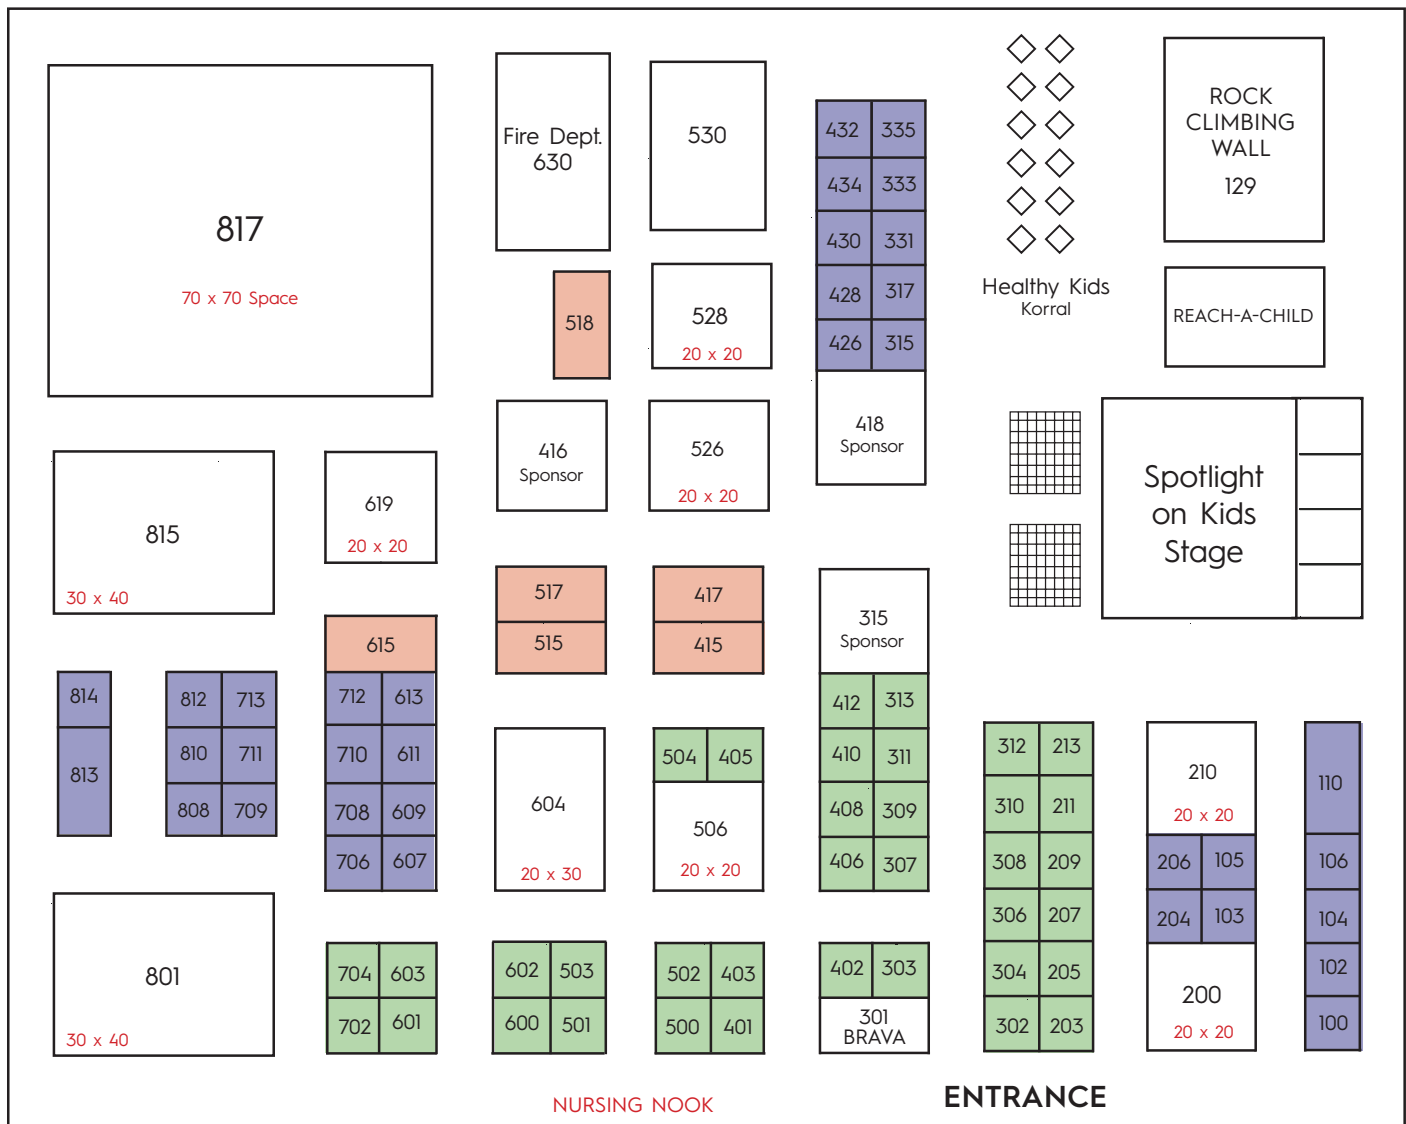 817
70 x 70 Space
Fire Dept.
630
530
432 335
434 333
430 331
428 317
426 315
418
Sponsor
Healthy Kids
Korral
ROCK
CLIMBING
WALL
129
REACH-A-CHILD
518
528
20 x 20
416
Sponsor
526
20 x 20
Spotlight
on Kids
Stage
815
30 x 40
619
20 x 20
517
515
417
415
315
Sponsor
615
814
813
812 713
810 711
808 709
712 613
710 611
708 609
706 607
604
20 x 30
504 405
506
20 x 20
412 313
410 311
408 309
406 307
312 213
310 211
308 209
306 207
304 205
302 203
210
20 x 20
206 105
204 103
200
20 x 20
110
106
104
102
100
801
30 x 40
704 603
702 601
602 503
600 501
502 403
500 401
402 303
301
BRAVA
NURSING NOOK
ENTRANCE